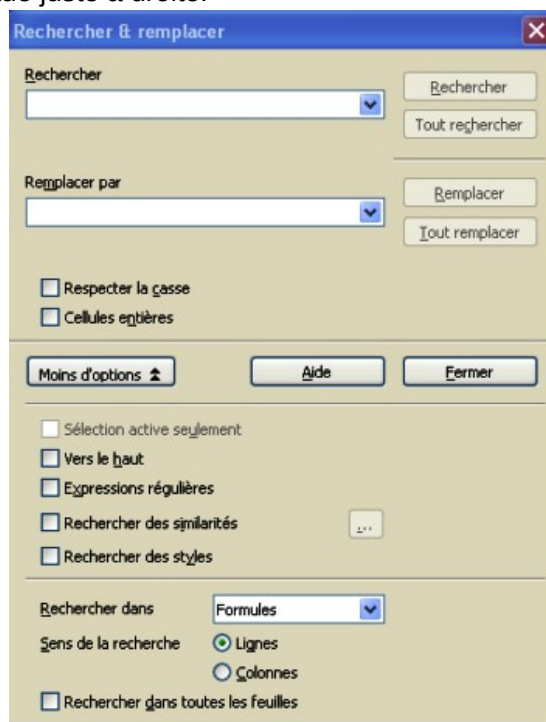 Rechercher & remplacer
Rechercher
Rechercher
Tout rechercher
Remplacer par
Remplacer
Tout remplacer
Respecter la casse
Cellules entières
Moins d'options
Aide
Fermer
Sélection active seulement
Vers le haut
Expressions régulières
Rechercher des similarités
...
Rechercher des styles
Rechercher dans
Formules
Sens de la recherche
Lignes
Colonnes
Rechercher dans toutes les feuilles